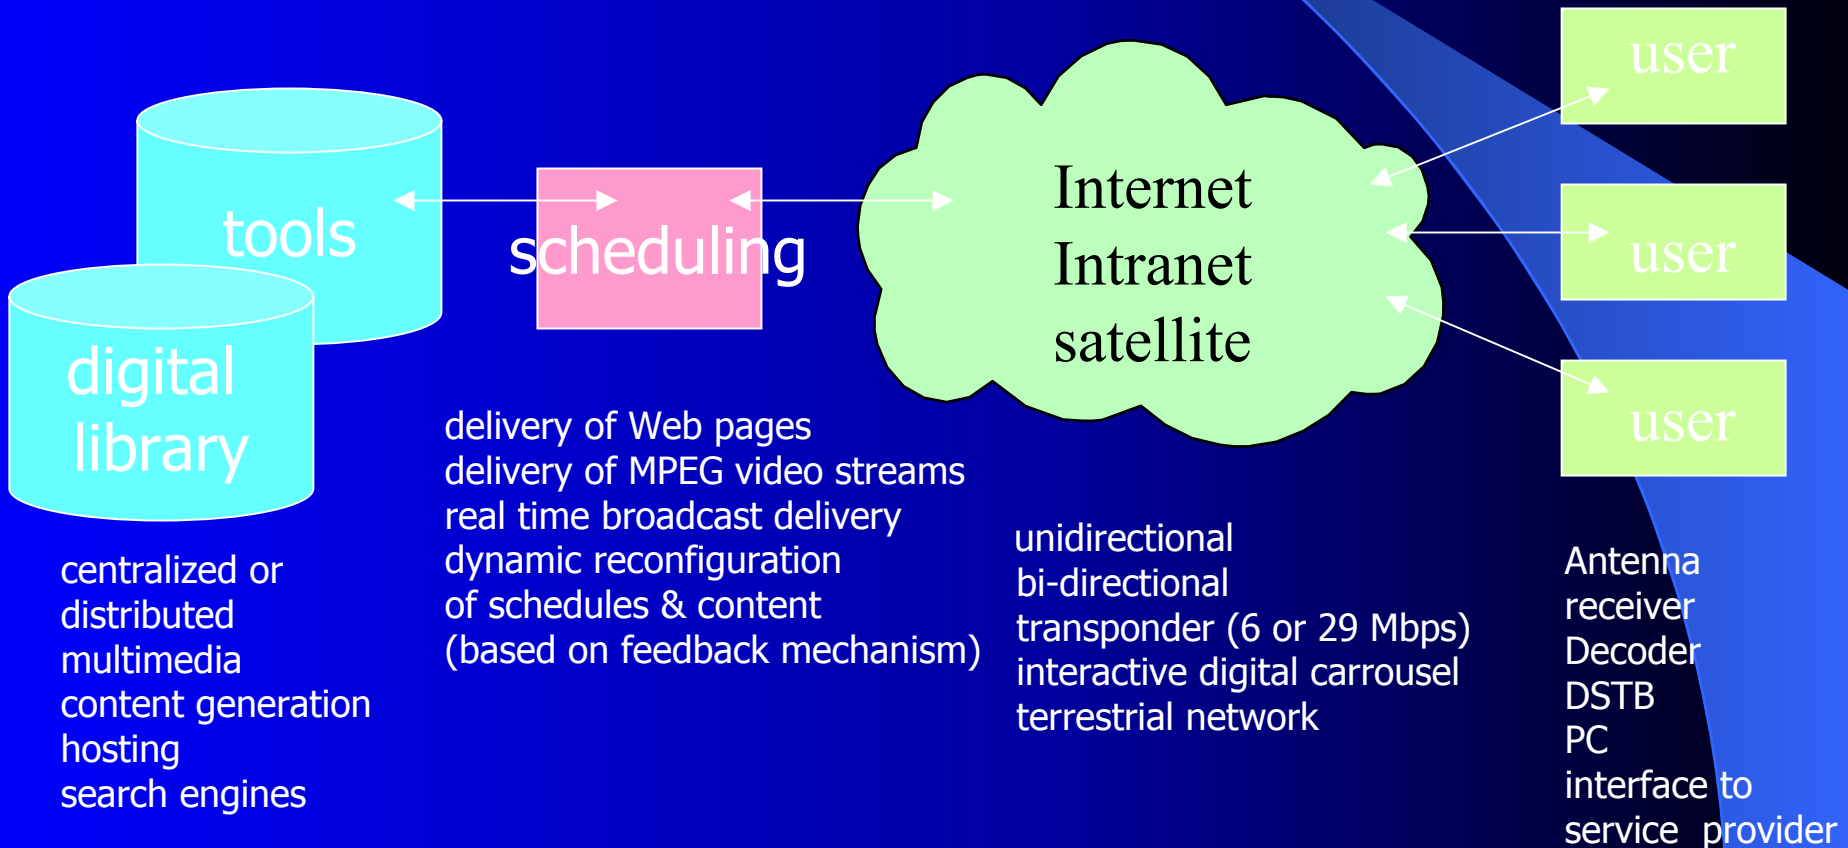 tools
digital
library
scheduling
Internet
Intranet
satellite
user
user
user
centralized or
distributed
multimedia
content generation
hosting
search engines
delivery of Web pages
delivery of MPEG video streams
real time broadcast delivery
dynamic reconfiguration
of schedules & content
(based on feedback mechanism)
unidirectional
bi-directional
transponder (6 or 29 Mbps)
interactive digital carrousel
terrestrial network
Antenna
receiver
Decoder
DSTB
PC
interface to
service provider